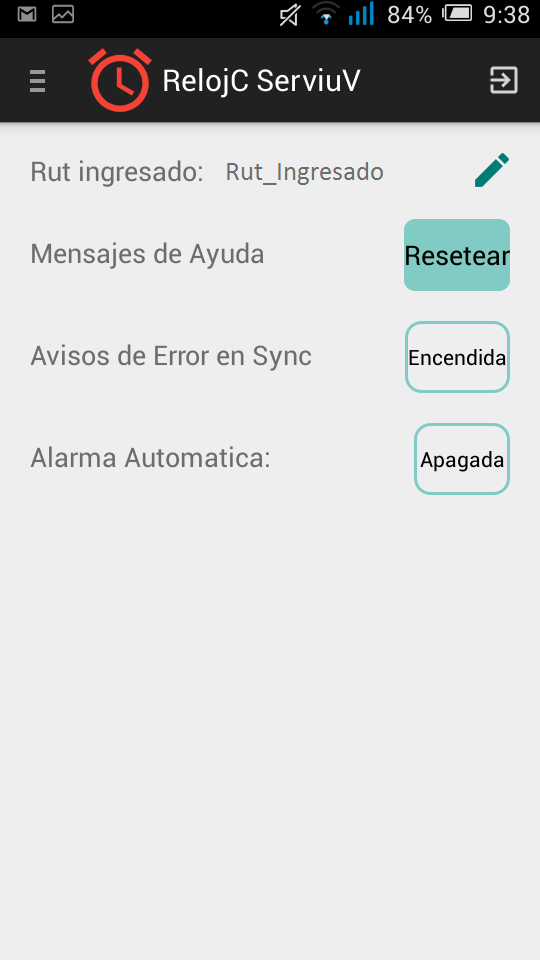 84% 9:38
RelojC ServiuV
Rut ingresado: Rut_Ingresado
Mensajes de Ayuda Resetear
Avisos de Error en Sync Encendida
Alarma Automatica: Apagada